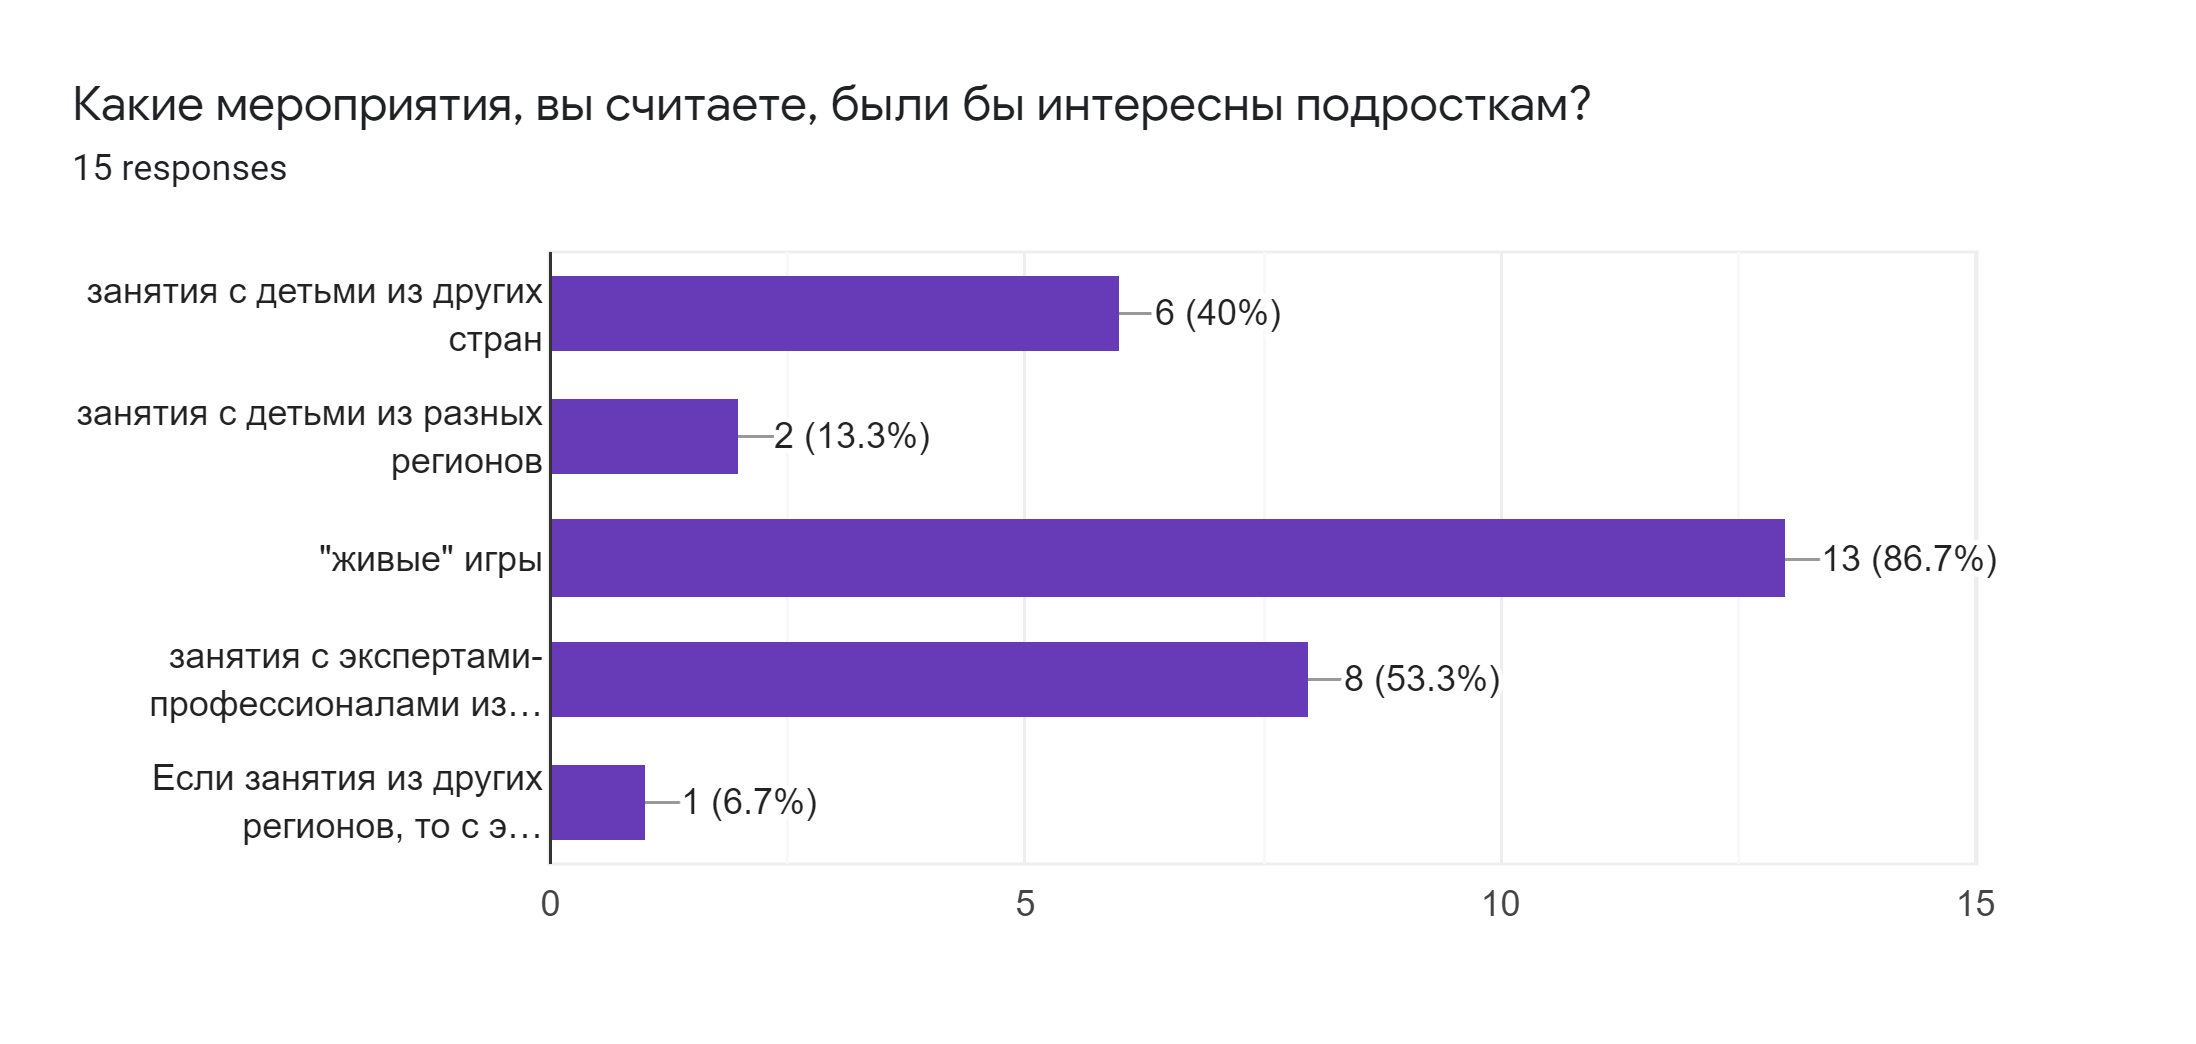 Какие мероприятия, вы считаете, были бы интересны подросткам?
15 responses
занятия с детьми из других
стран
6 (40%)
занятия с детьми из разных
регионов
2 (13.3%)
"живые" игры
13 (86.7%)
занятия с экспертами-
профессионалами из…
8 (53.3%)
Если занятия из других
регионов, то с э…
1 (6.7%)
0 5 10 15